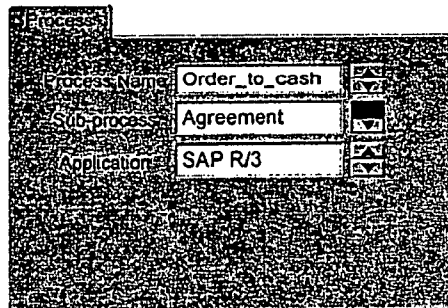 Process
Process Name Order_to_cash
Sub-process Agreement
Application SAP R/3